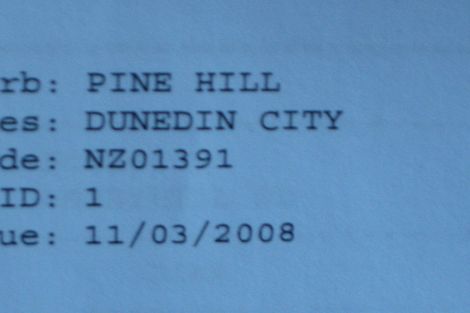 rb: PINE HILL
es: DUNEDIN CITY
de: NZ01391
ID: 1
ue: 11/03/2008